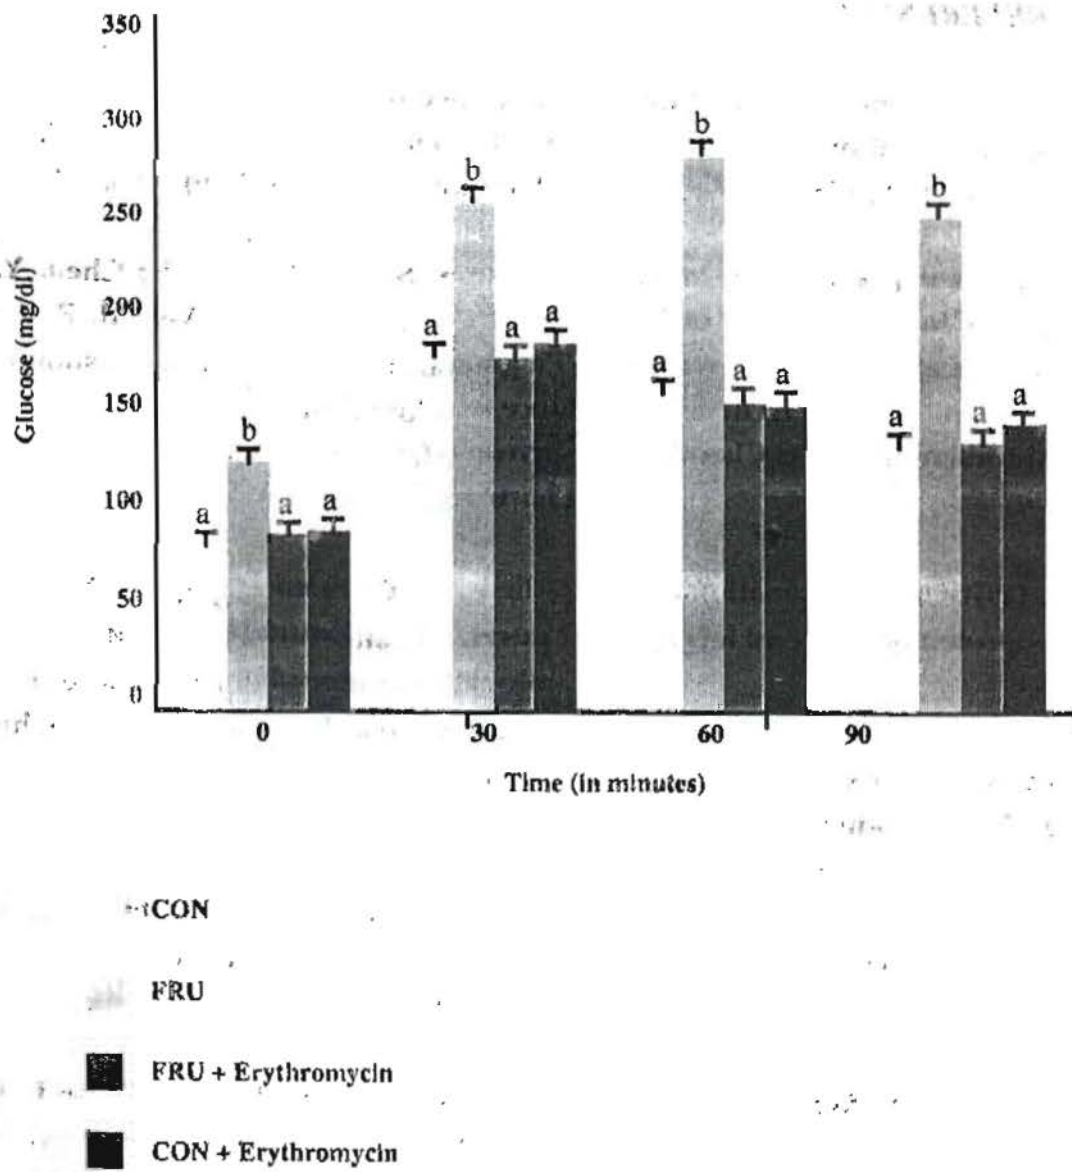 350
300
250
200
150
100
50
0
Glucose (mg/dl)
a
b
a
a
a
b
a
a
a
b
a
a
a
b
a
a
0 30 60 90
Time (in minutes)
CON
FRU
FRU + Erythromycin
CON + Erythromycin